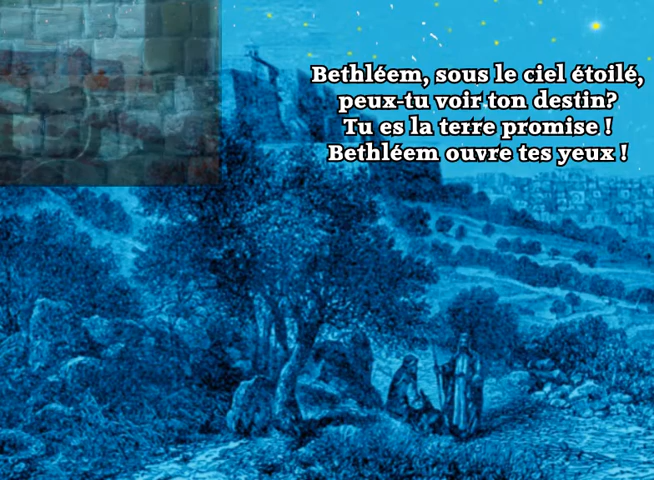 Bethléem, sous le ciel étoilé,
peux-tu voir ton destin?
Tu es la terre promise !
Bethléem ouvre tes yeux !